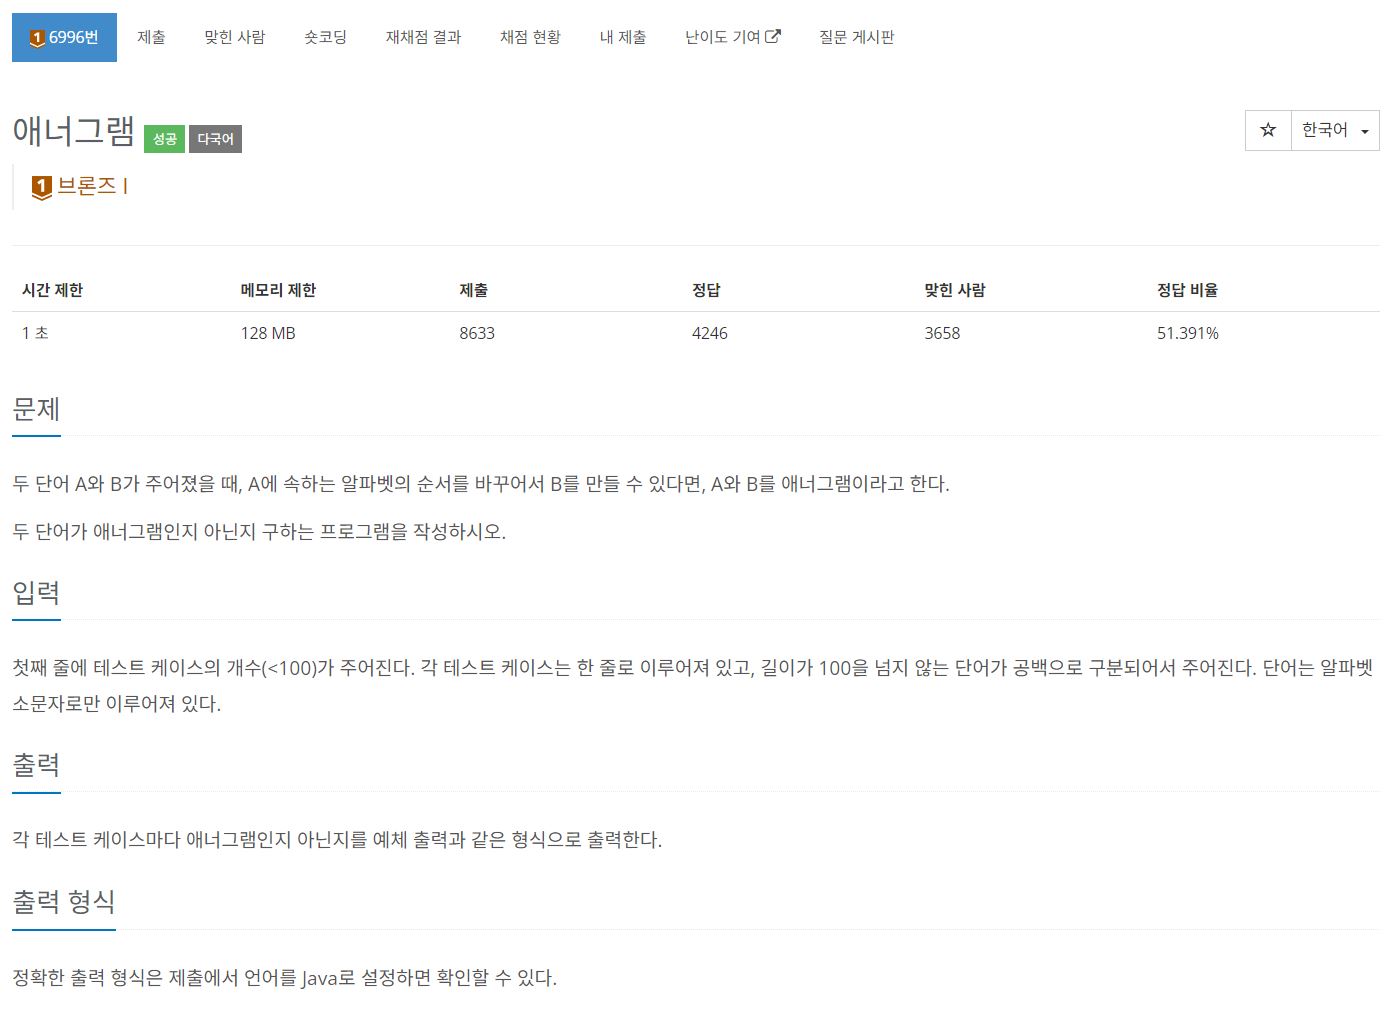 1 6996번 제출 맞힌 사람 숏코딩 재채점 결과 채점 현황 내 제출 난이도 기여 질문 게시판
애너그램 성공 다국어 한국어
1 브론즈 I
시간 제한 메모리 제한 제출 정답 맞힌 사람 정답 비율
1 초 128 MB 8633 4246 3658 51.391%
문제
두 단어 A와 B가 주어졌을 때, A에 속하는 알파벳의 순서를 바꾸어서 B를 만들 수 있다면, A와 B를 애너그램이라고 한다.
두 단어가 애너그램인지 아닌지 구하는 프로그램을 작성하시오.
입력
첫째 줄에 테스트 케이스의 개수(<100)가 주어진다. 각 테스트 케이스는 한 줄로 이루어져 있고, 길이가 100을 넘지 않는 단어가 공백으로 구분되어서 주어진다. 단어는 알파벳
소문자로만 이루어져 있다.
출력
각 테스트 케이스마다 애너그램인지 아닌지를 예체 출력과 같은 형식으로 출력한다.
출력 형식
정확한 출력 형식은 제출에서 언어를 Java로 설정하면 확인할 수 있다.